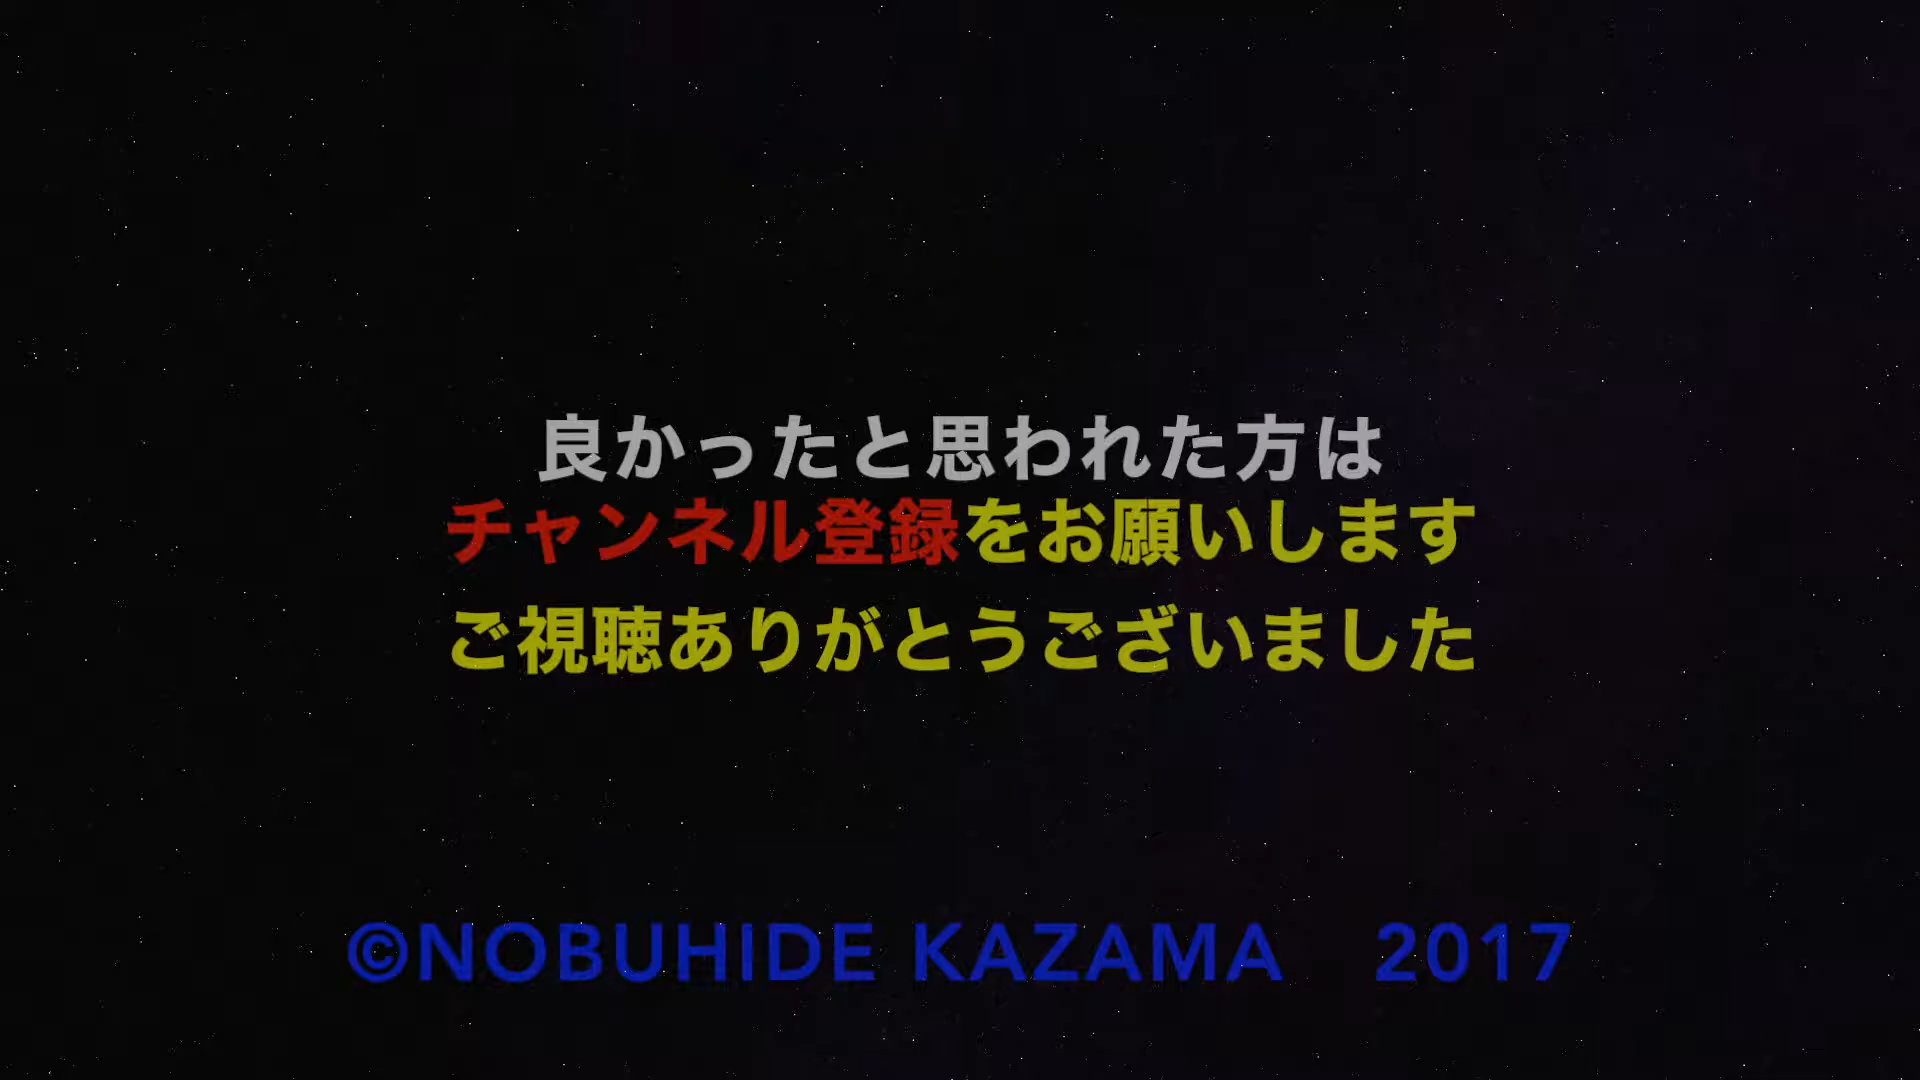 良かったと思われた方は
チャンネル登録をお願いします
ご視聴ありがとうございました
©NOBUHIDE KAZAMA　2017